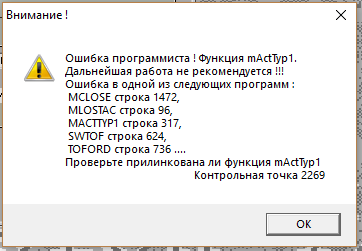 Внимание !
Ошибка программиста ! Функция mActTyp1.
Дальнейшая работа не рекомендуется !!!
Ошибка в одной из следующих программ :
MCLOSE строка 1472,
MLOSTAC строка 96,
MACTTYP1 строка 317,
SWTOF строка 624,
TOFORD строка 736 ....
Проверьте прилинкована ли функция mActTyp1
Контрольная точка 2269
ОК